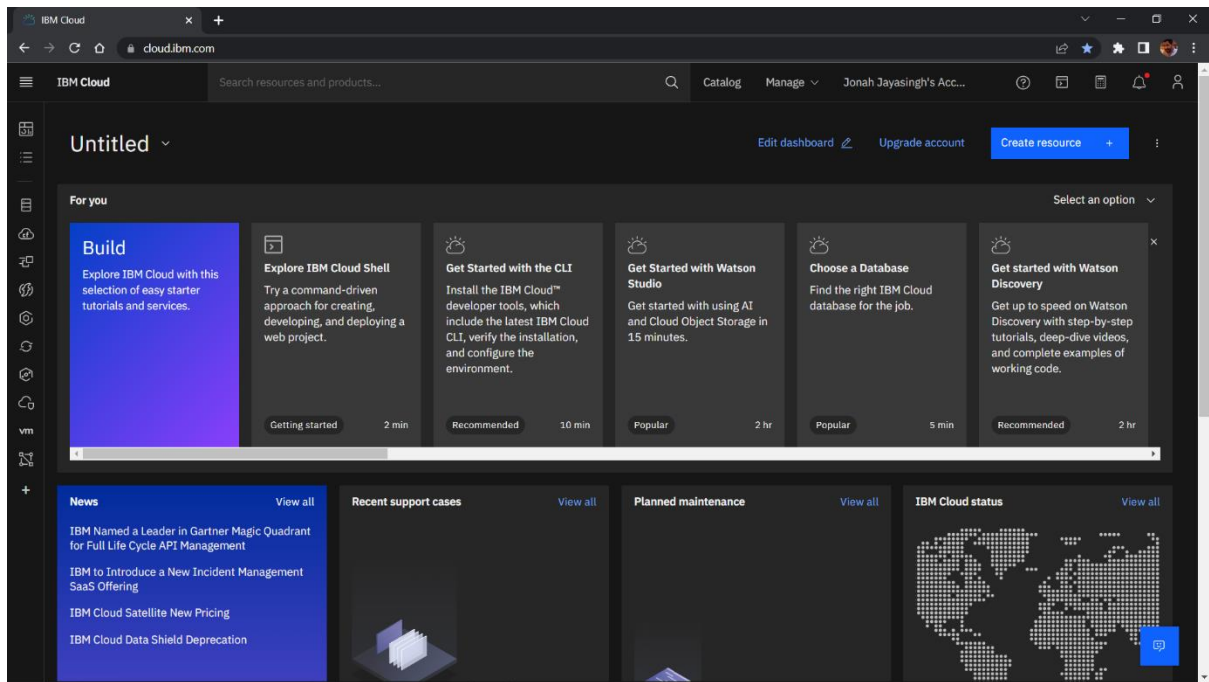 IBM Cloud
cloud.ibm.com
IBM Cloud
Search resources and products...
Catalog
Manage
Jonah Jayasingh's Acc...
Untitled
Edit dashboard
Upgrade account
Create resource +
For you
Select an option
Build
Explore IBM Cloud with this
selection of easy starter
tutorials and services.
Explore IBM Cloud Shell
Try a command-driven
approach for creating,
developing, and deploying a
web project.
Getting started
2 min
Get Started with the CLI
Install the IBM Cloud™
developer tools, which
include the latest IBM Cloud
CLI, verify the installation,
and configure the
environment.
Recommended
10 min
Get Started with Watson
Studio
Get started with using AI
and Cloud Object Storage in
15 minutes.
Popular
2 hr
Choose a Database
Find the right IBM Cloud
database for the job.
Popular
5 min
Get started with Watson
Discovery
Get up to speed on Watson
Discovery with step-by-step
tutorials, deep-dive videos,
and complete examples of
working code.
Recommended
2 hr
vm
News
View all
IBM Named a Leader in Gartner Magic Quadrant
for Full Life Cycle API Management
IBM to Introduce a New Incident Management
SaaS Offering
IBM Cloud Satellite New Pricing
IBM Cloud Data Shield Deprecation
Recent support cases
View all
Planned maintenance
View all
IBM Cloud status
View all